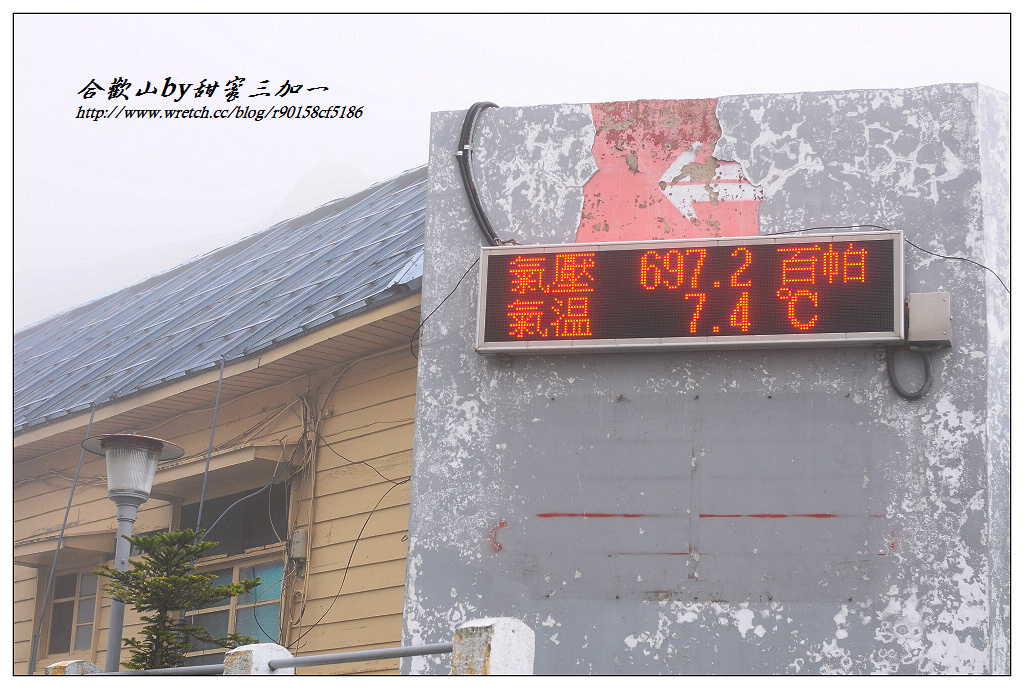 合歡山by甜蜜三加一
http://www.wretch.cc/blog/r90158cf5186
氣壓 697.2 百帕
氣溫 7.4 ℃